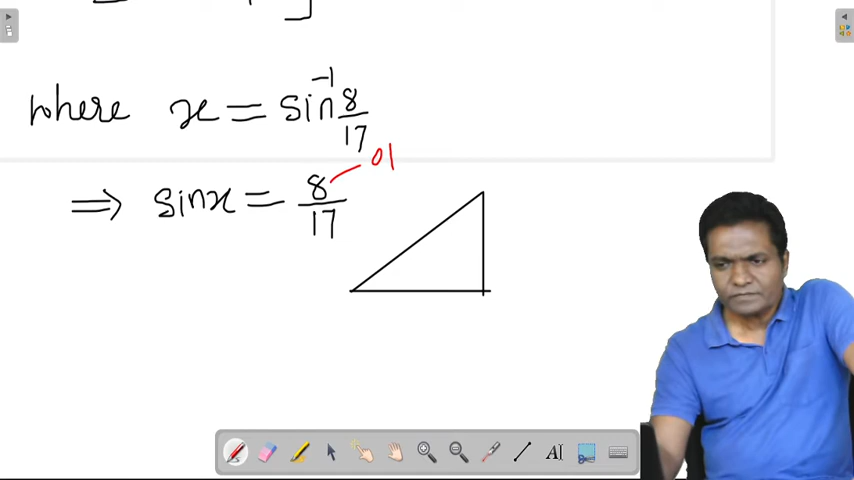 where x = sin⁻¹ 8/17
01
⇒ sinx = 8/17
A